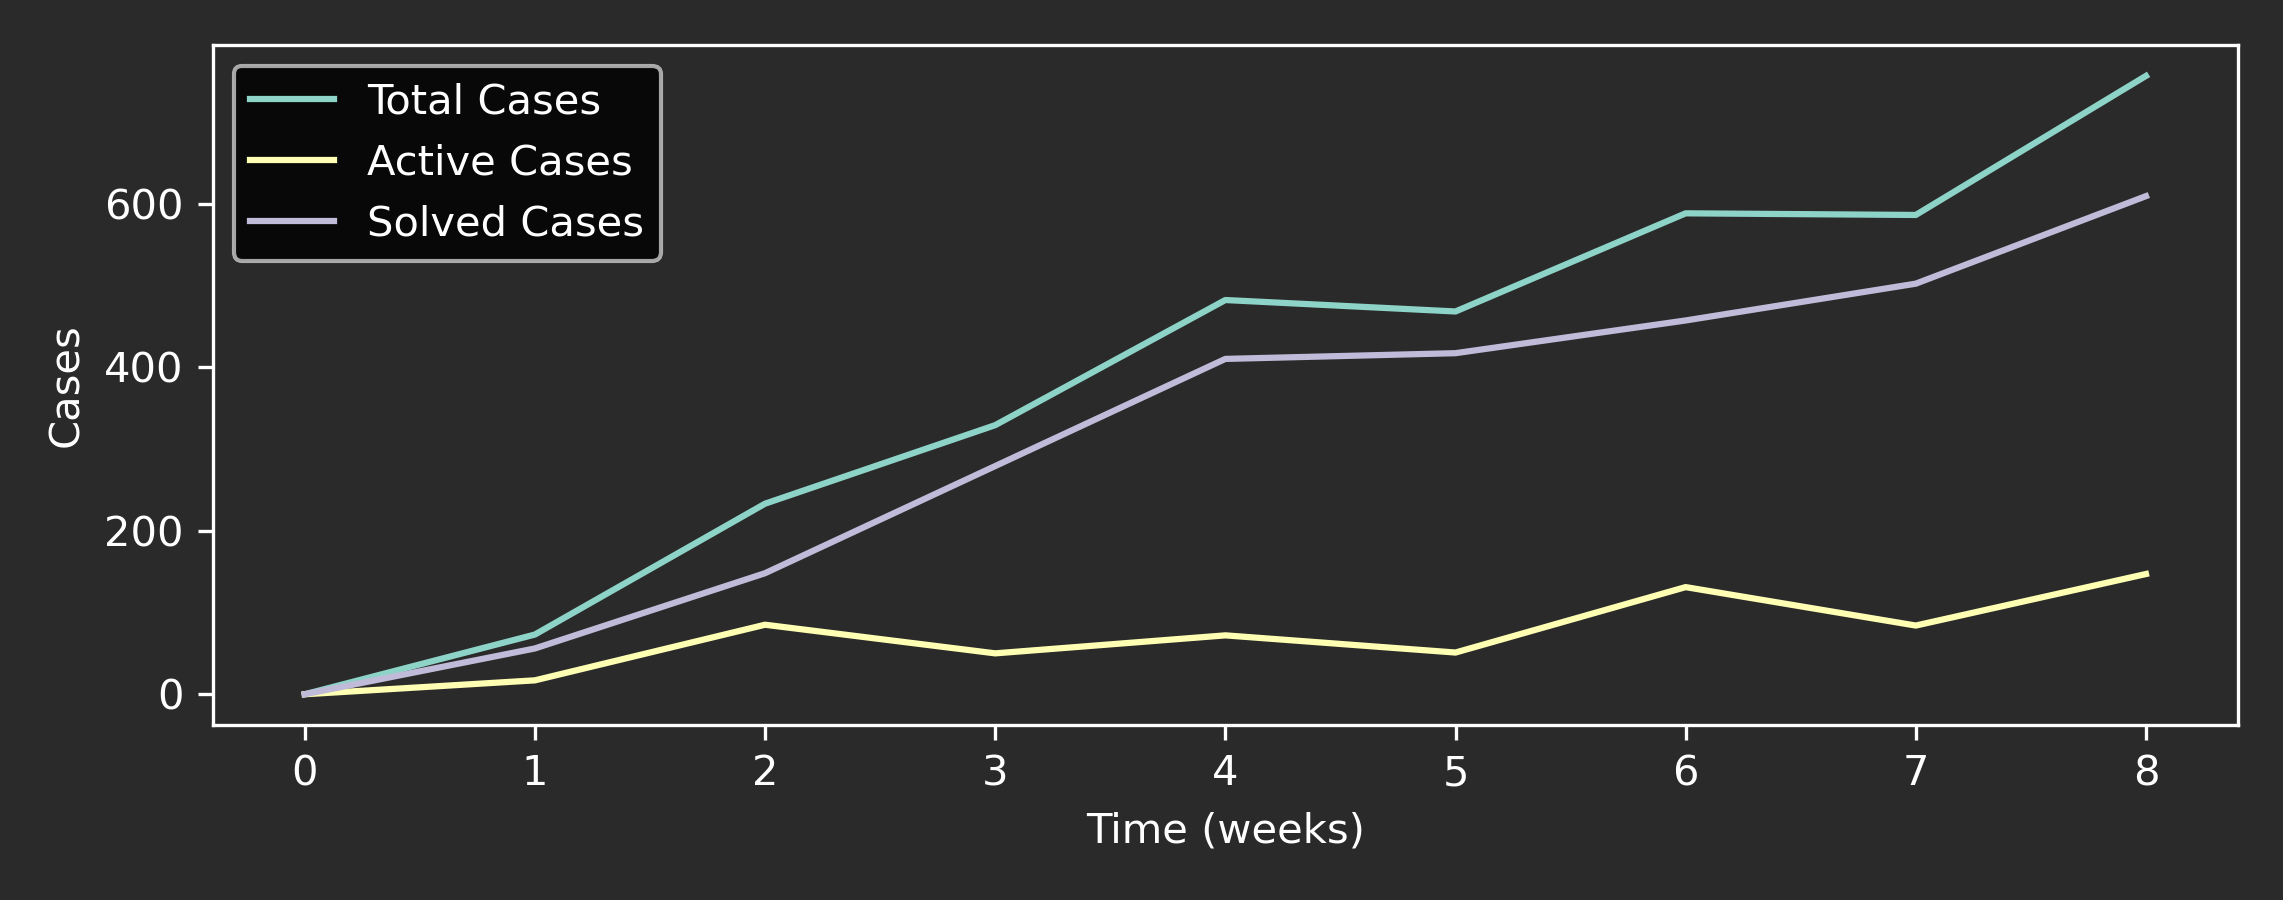 Total Cases
Active Cases
Solved Cases
600
400
200
0
Cases
0 1 2 3 4 5 6 7 8
Time (weeks)